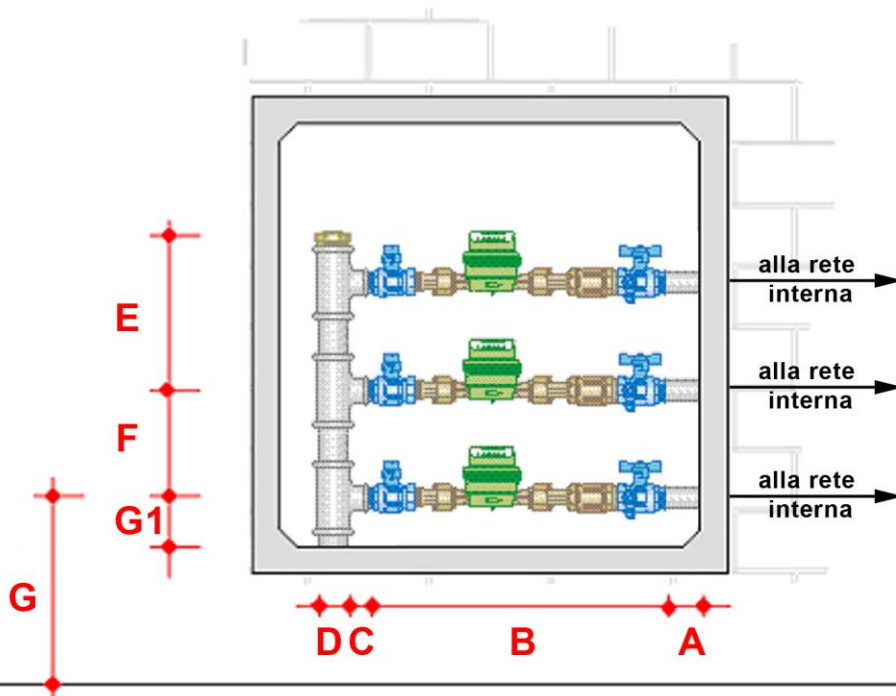 alla rete
interna
E
alla rete
interna
F
alla rete
interna
G1
G
D C B A